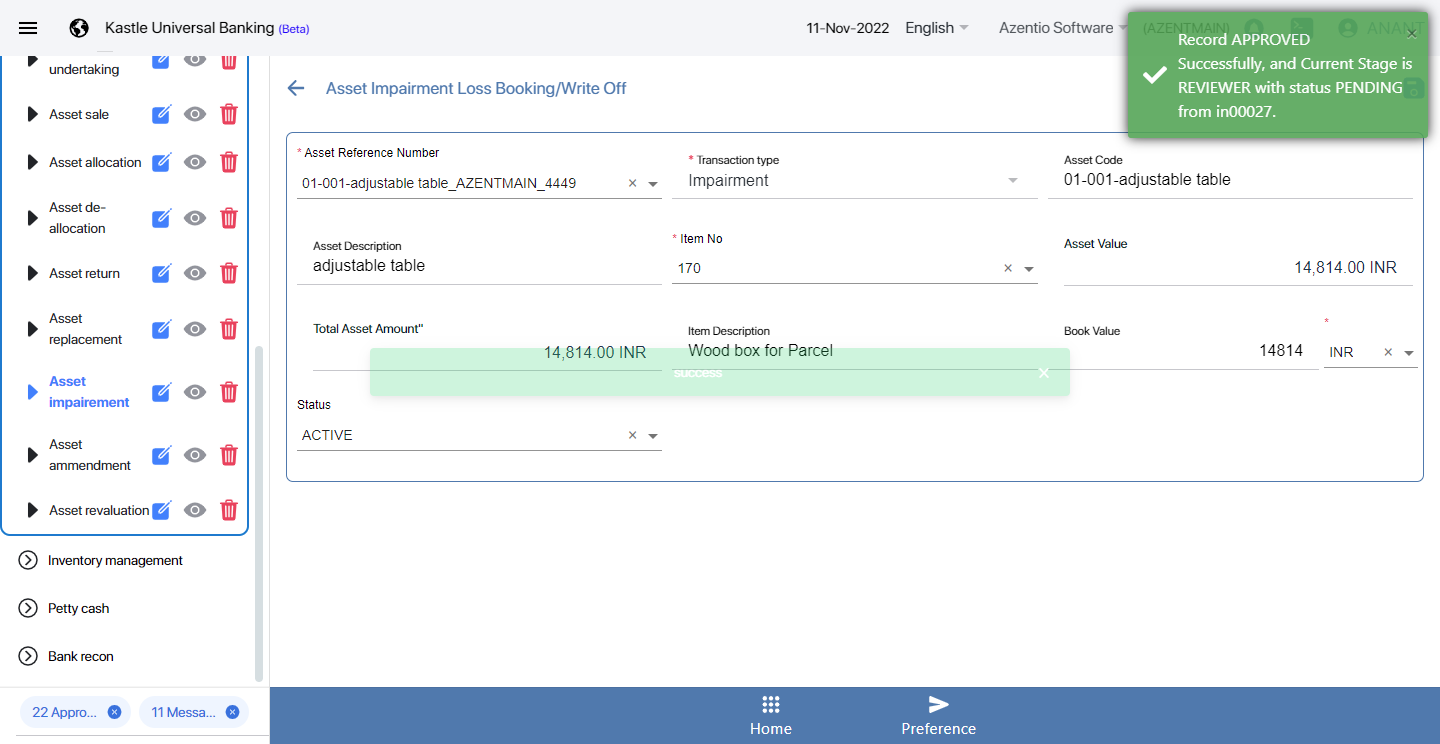 Kastle Universal Banking (Beta)
11-Nov-2022
English
Azentio Software
(AZENTMAIN)
ANANT
Record APPROVED
Successfully, and Current Stage is
REVIEWER with status PENDING
from in00027.
undertaking
Asset sale
Asset allocation
Asset de-
allocation
Asset return
Asset
replacement
Asset
impairement
Asset
ammendment
Asset revaluation
Inventory management
Petty cash
Bank recon
22 Appro...
11 Messa...
Asset Impairment Loss Booking/Write Off
* Asset Reference Number
01-001-adjustable table_AZENTMAIN_4449
* Transaction type
Impairment
Asset Code
01-001-adjustable table
Asset Description
adjustable table
* Item No
170
Asset Value
14,814.00 INR
Total Asset Amount"
14,814.00 INR
Item Description
Wood box for Parcel
Book Value
14814
*
INR
success
Status
ACTIVE
Home
Preference